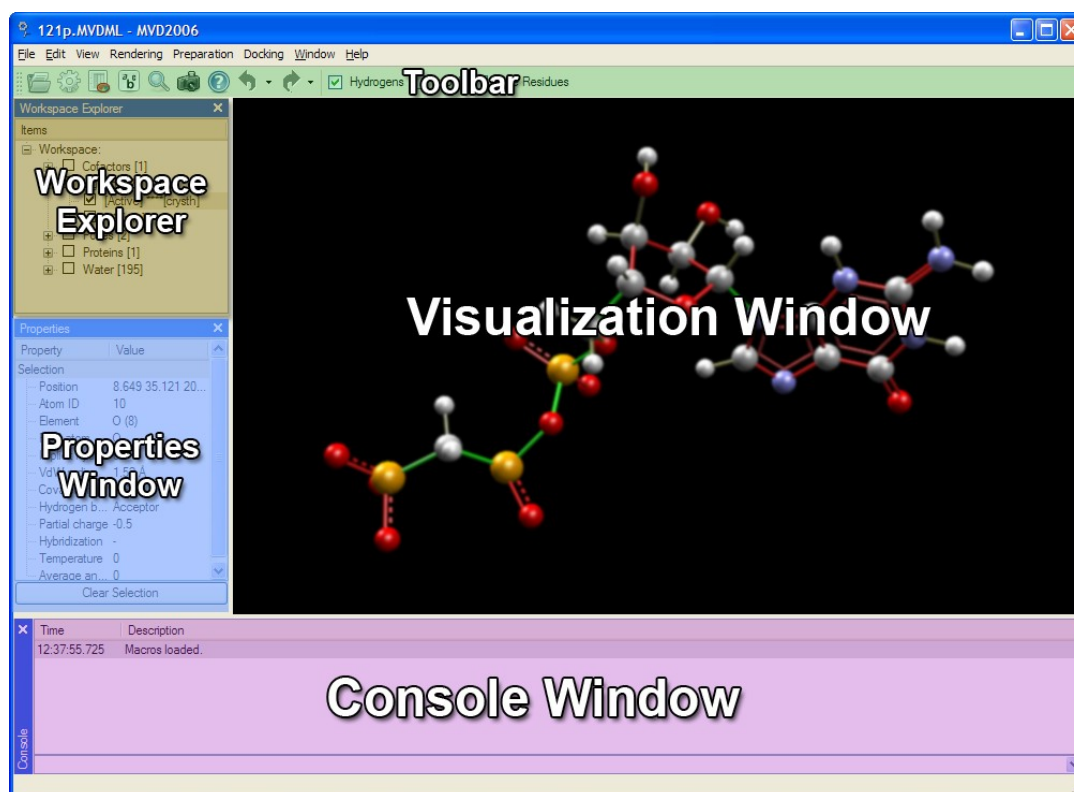 121p.MVDML - MVD2006
File Edit View Rendering Preparation Docking Window Help
Hydrogens Toolbar Residues
Workspace Explorer
Items
Workspace:
Cofactors [1]
Workspace
[crysth]
Explorer
Proteins [1]
Water [195]
Visualization Window
Properties
Property Value
Selection
Position 8.649 35.121 20...
Atom ID 10
Element O (8)
Properties
Window
Hydrogen b... Acceptor
Partial charge -0.5
Hybridization -
Temperature 0
Average an... 0
Clear Selection
Time Description
12:37:55.725 Macros loaded.
Console Window
Console